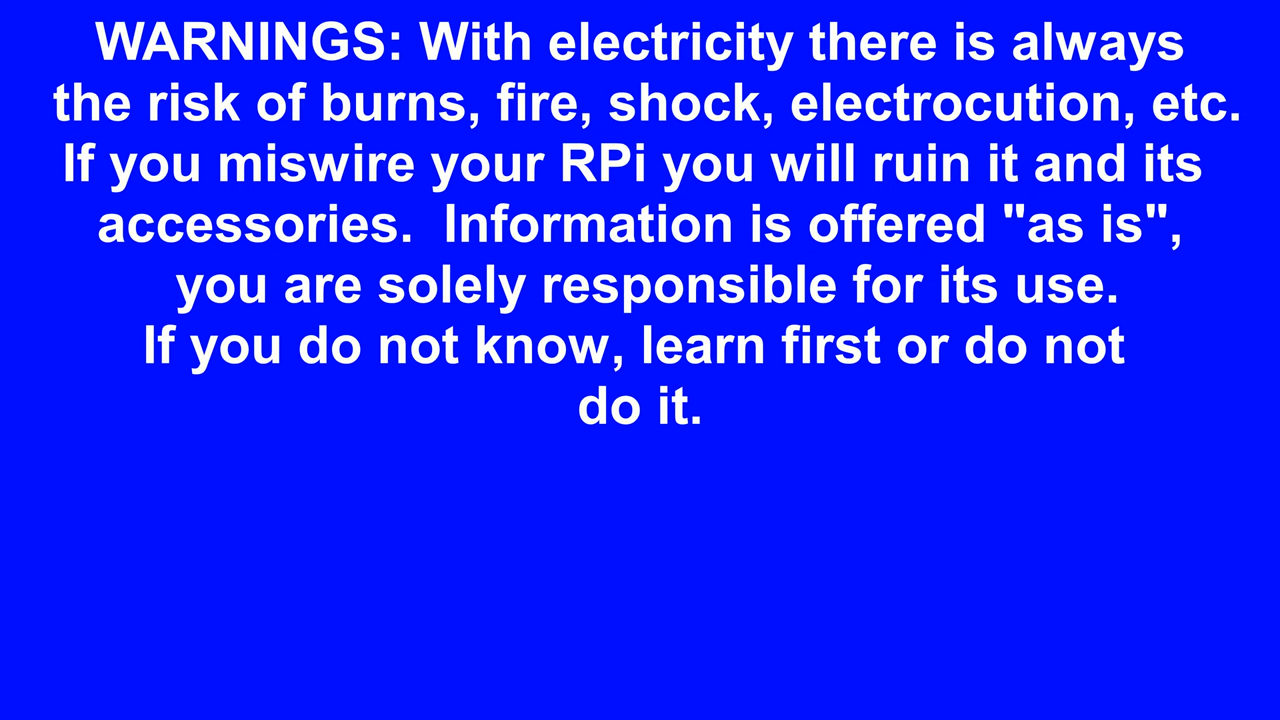 WARNINGS: With electricity there is always
the risk of burns, fire, shock, electrocution, etc.
If you miswire your RPi you will ruin it and its
accessories.  Information is offered "as is",
you are solely responsible for its use.
If you do not know, learn first or do not
do it.